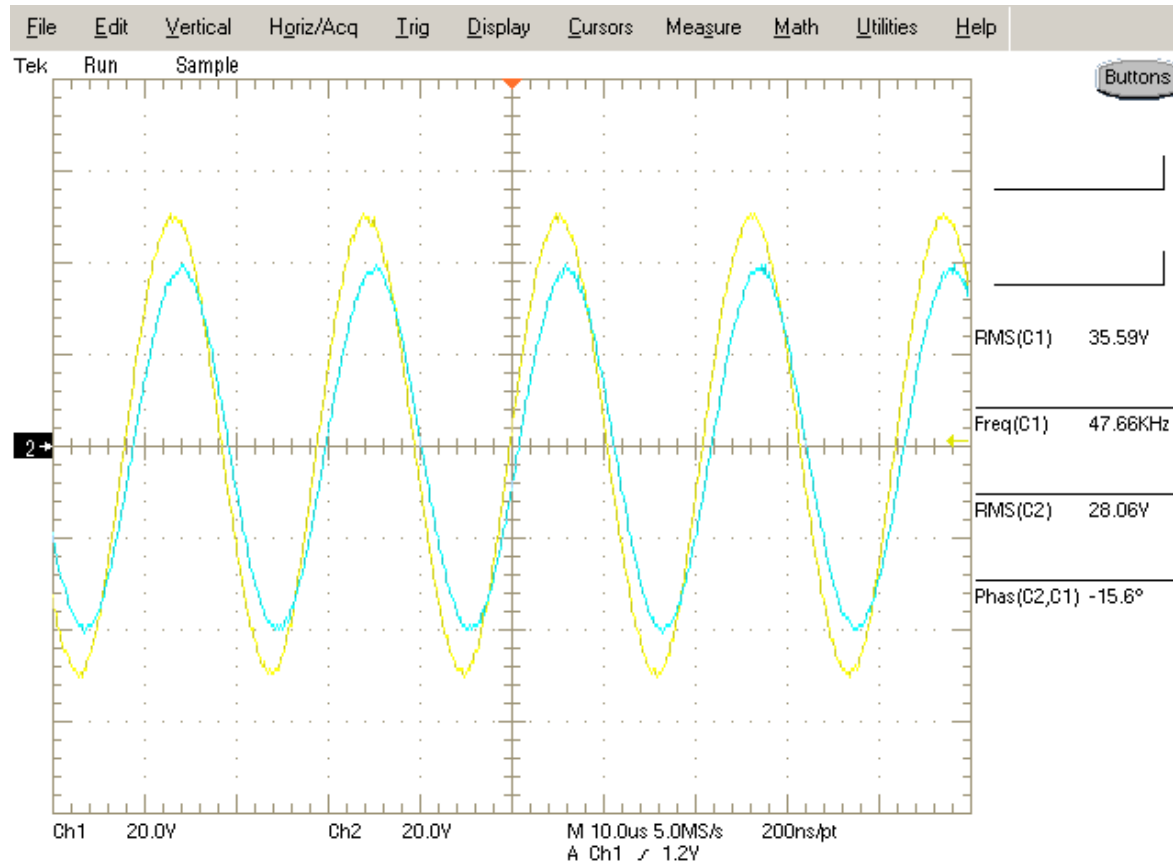 File Edit Vertical Horiz/Acq Trig Display Cursors Measure Math Utilities Help
Tek Run Sample
Buttons
RMS(C1) 35.59V
Freq(C1) 47.66KHz
2
RMS(C2) 28.06V
Phas(C2,C1) -15.6°
Ch1 20.0V Ch2 20.0V M 10.0us 5.0MS/s 200ns/pt
A Ch1 / 1.2V